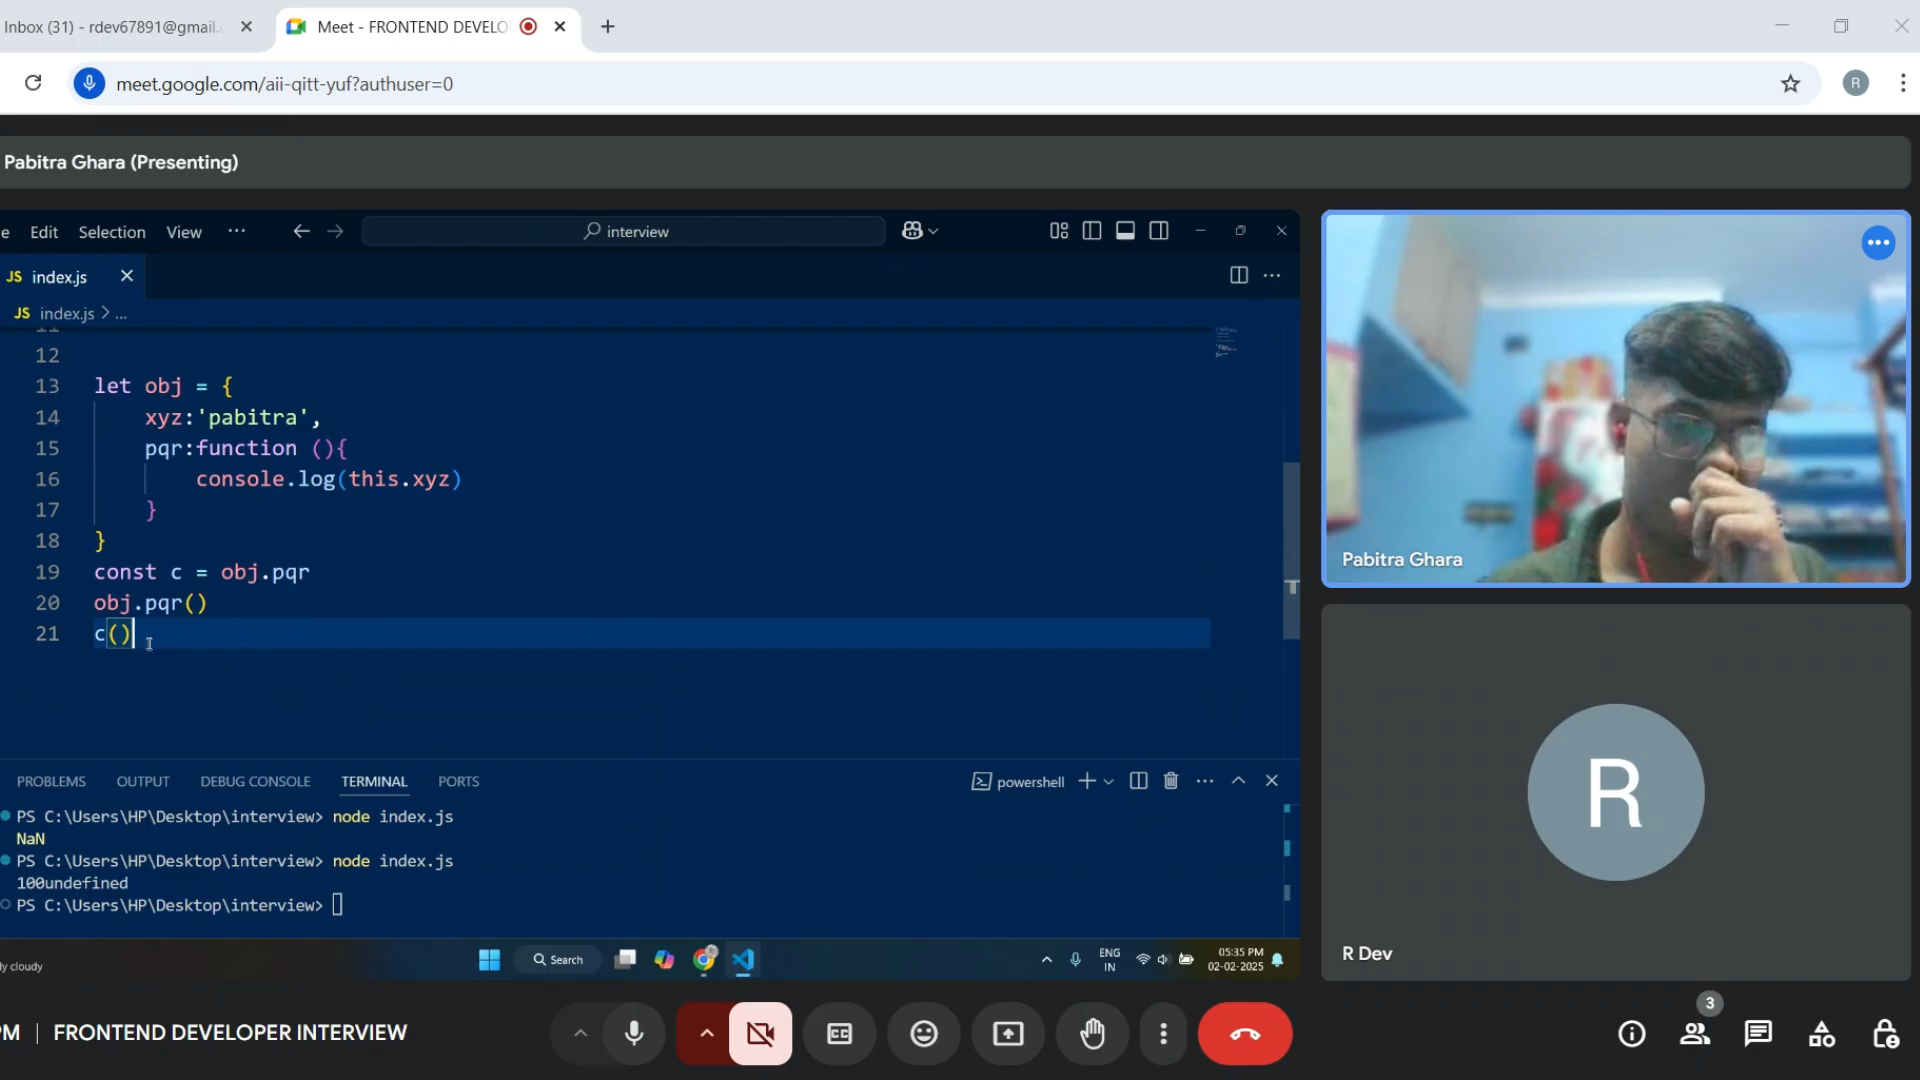 Inbox (31) - rdev67891@gmail.c
Meet - FRONTEND DEVELO
meet.google.com/aii-qitt-yuf?authuser=0
R
Pabitra Ghara (Presenting)
e Edit Selection View ···
interview
JS index.js
JS index.js > ...
11
12
13 let obj = {
14 xyz:'pabitra',
15 pqr:function (){
16 console.log(this.xyz)
17 }
18 }
19 const c = obj.pqr
20 obj.pqr()
21 c()
PROBLEMS OUTPUT DEBUG CONSOLE TERMINAL PORTS
powershell
PS C:\Users\HP\Desktop\interview> node index.js
NaN
PS C:\Users\HP\Desktop\interview> node index.js
100undefined
PS C:\Users\HP\Desktop\interview>
dy cloudy
Search
ENG
IN
05:35 PM
02-02-2025
Pabitra Ghara
R
R Dev
PM | FRONTEND DEVELOPER INTERVIEW
CC
3